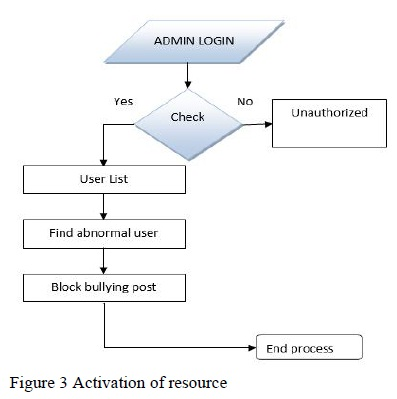 ADMIN LOGIN
Yes
No
Check
Unauthorized
User List
Find abnormal user
Block bullying post
End process
Figure 3 Activation of resource